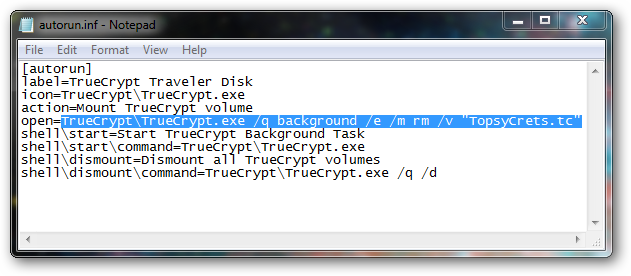 autorun.inf - Notepad
File Edit Format View Help
[autorun]
label=TrueCrypt Traveler Disk
icon=TrueCrypt\TrueCrypt.exe
action=Mount TrueCrypt volume
open=TrueCrypt\TrueCrypt.exe /q background /e /m rm /v "TopsyCrets.tc"
shell\start=Start TrueCrypt Background Task
shell\start\command=TrueCrypt\TrueCrypt.exe
shell\dismount=Dismount all TrueCrypt volumes
shell\dismount\command=TrueCrypt\TrueCrypt.exe /q /d